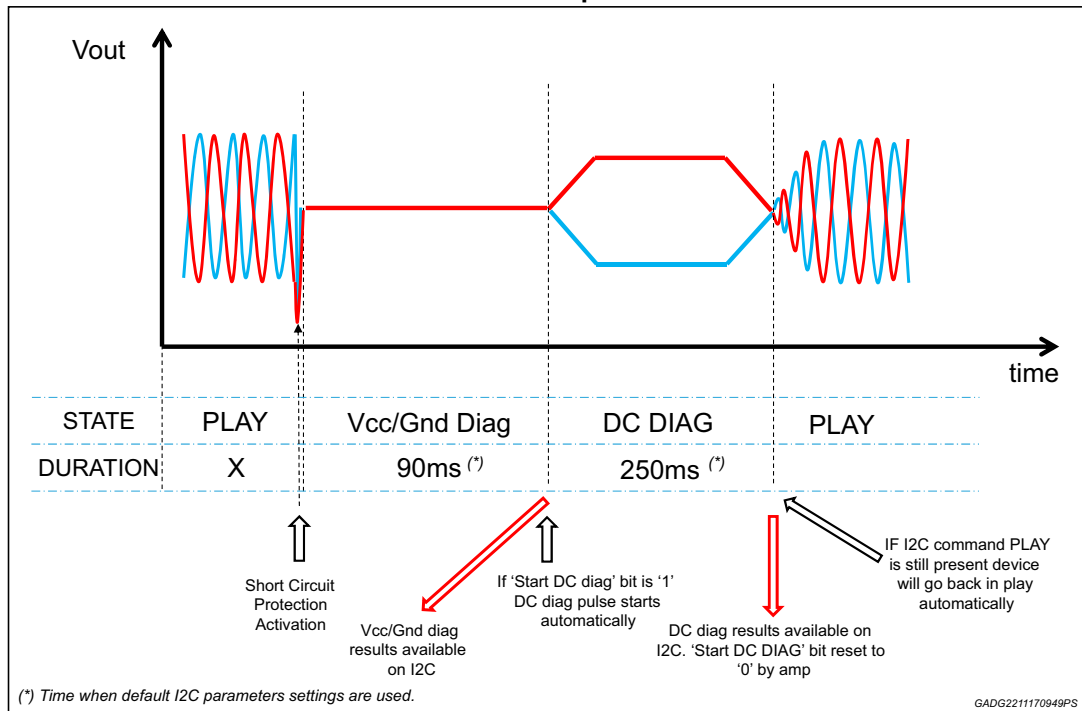 Vout
time
STATE PLAY Vcc/Gnd Diag DC DIAG PLAY
DURATION X 90ms (*) 250ms (*)
Short Circuit
Protection
Activation
Vcc/Gnd diag
results available
on I2C
If ‘Start DC diag’ bit is ‘1’
DC diag pulse starts
automatically
DC diag results available on
I2C. ‘Start DC DIAG’ bit reset to
‘0’ by amp
IF I2C command PLAY
is still present device
will go back in play
automatically
(*) Time when default I2C parameters settings are used.
GADG2211170949PS